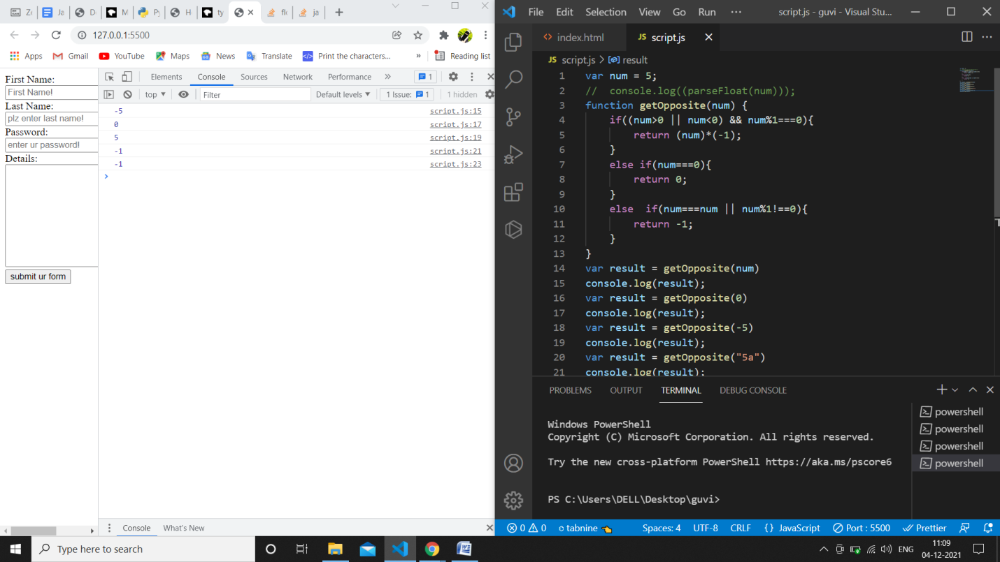 Zo
Ja
D
M
Py
H
ty
flo
ja
127.0.0.1:5500
Apps Gmail YouTube Maps News Translate Print the characters... » Reading list
First Name:
First Name!
Last Name:
plz enter last name!
Password:
enter ur password!
Details:
submit ur form
Elements Console Sources Network Performance » 1
top ▼ Filter Default levels ▼ 1 Issue: 1 1 hidden
-5 script.js:15
0 script.js:17
5 script.js:19
-1 script.js:21
-1 script.js:23
>
Console What's New
File Edit Selection View Go Run ··· script.js - guvi - Visual Stu...
<> index.html JS script.js
JS script.js > result
1 var num = 5;
2 // console.log((parseFloat(num)));
3 function getOpposite(num) {
4 if((num>0 || num<0) && num%1===0){
5 return (num)*(-1);
6 }
7 else if(num===0){
8 return 0;
9 }
10 else if(num===num || num%1!==0){
11 return -1;
12 }
13 }
14 var result = getOpposite(num)
15 console.log(result);
16 var result = getOpposite(0)
17 console.log(result);
18 var result = getOpposite(-5)
19 console.log(result);
20 var result = getOpposite("5a")
21 console.log(result);
PROBLEMS OUTPUT TERMINAL DEBUG CONSOLE
Windows PowerShell
Copyright (C) Microsoft Corporation. All rights reserved.
Try the new cross-platform PowerShell https://aka.ms/pscore6
PS C:\Users\DELL\Desktop\guvi>
powershell
powershell
powershell
powershell
0 0 tabnine Spaces: 4 UTF-8 CRLF {} JavaScript Port : 5500 Prettier
Type here to search
ENG
11:09
04-12-2021